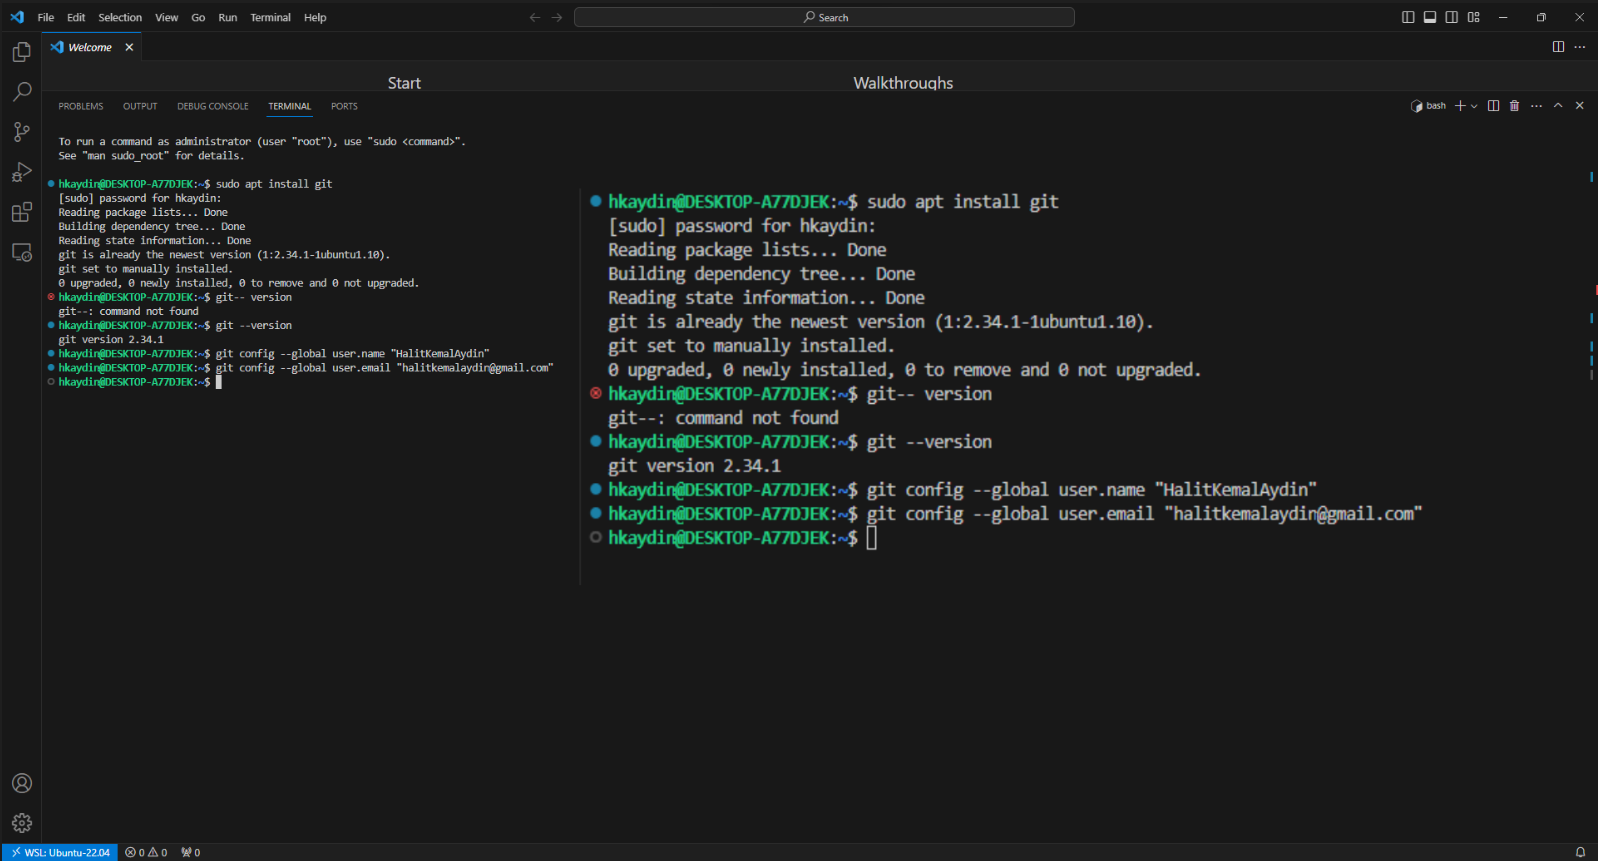 File Edit Selection View Go Run Terminal Help
Search
Welcome
Start
Walkthroughs
PROBLEMS OUTPUT DEBUG CONSOLE TERMINAL PORTS
bash
To run a command as administrator (user "root"), use "sudo <command>".
See "man sudo_root" for details.
hkaydin@DESKTOP-A77DJEK:~$ sudo apt install git
[sudo] password for hkaydin:
Reading package lists... Done
Building dependency tree... Done
Reading state information... Done
git is already the newest version (1:2.34.1-1ubuntu1.10).
git set to manually installed.
0 upgraded, 0 newly installed, 0 to remove and 0 not upgraded.
hkaydin@DESKTOP-A77DJEK:~$ git-- version
git--: command not found
hkaydin@DESKTOP-A77DJEK:~$ git --version
git version 2.34.1
hkaydin@DESKTOP-A77DJEK:~$ git config --global user.name "HalitKemalAydin"
hkaydin@DESKTOP-A77DJEK:~$ git config --global user.email "halitkemalaydin@gmail.com"
hkaydin@DESKTOP-A77DJEK:~$
hkaydin@DESKTOP-A77DJEK:~$ sudo apt install git
[sudo] password for hkaydin:
Reading package lists... Done
Building dependency tree... Done
Reading state information... Done
git is already the newest version (1:2.34.1-1ubuntu1.10).
git set to manually installed.
0 upgraded, 0 newly installed, 0 to remove and 0 not upgraded.
hkaydin@DESKTOP-A77DJEK:~$ git-- version
git--: command not found
hkaydin@DESKTOP-A77DJEK:~$ git --version
git version 2.34.1
hkaydin@DESKTOP-A77DJEK:~$ git config --global user.name "HalitKemalAydin"
hkaydin@DESKTOP-A77DJEK:~$ git config --global user.email "halitkemalaydin@gmail.com"
hkaydin@DESKTOP-A77DJEK:~$
WSL: Ubuntu-22.04 0 0 0